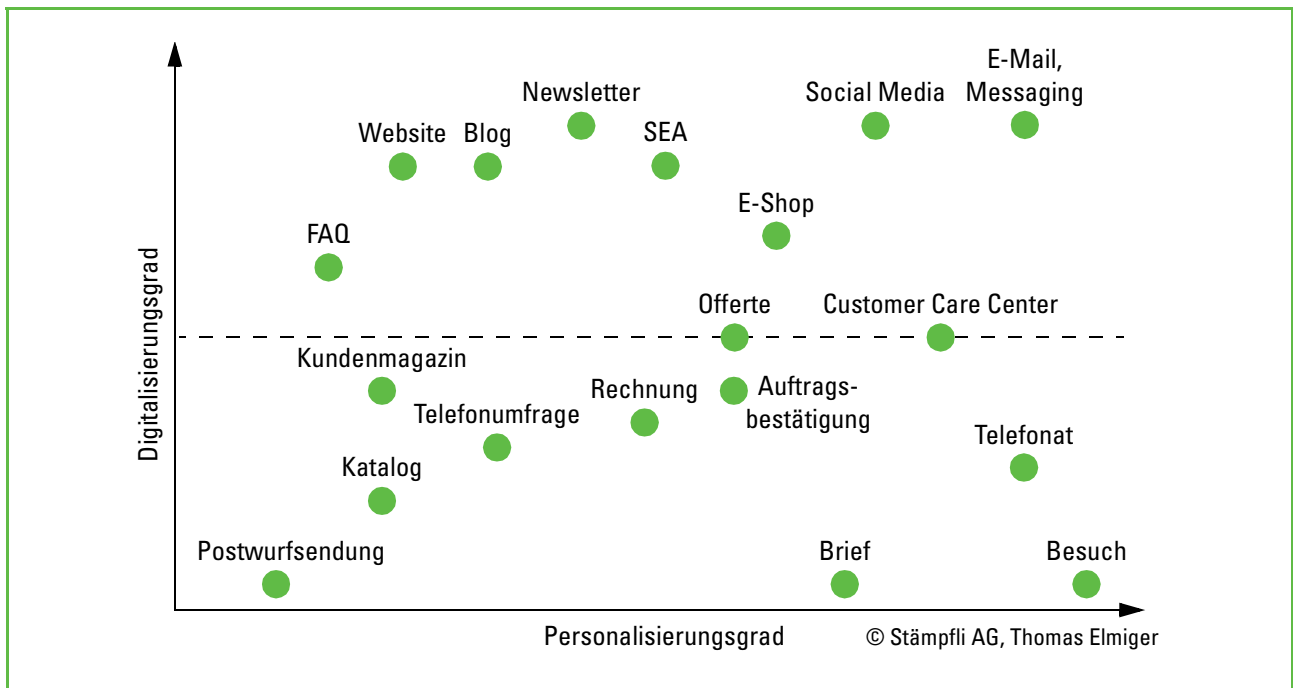 E-Mail,
Messaging
Social Media
Newsletter
Website
Blog
SEA
E-Shop
FAQ
Offerte
Customer Care Center
Kundenmagazin
Rechnung
Auftrags-
bestätigung
Telefonumfrage
Telefonat
Katalog
Postwurfsendung
Brief
Besuch
Digitalisierungsgrad
Personalisierungsgrad
© Stämpfli AG, Thomas Elmiger